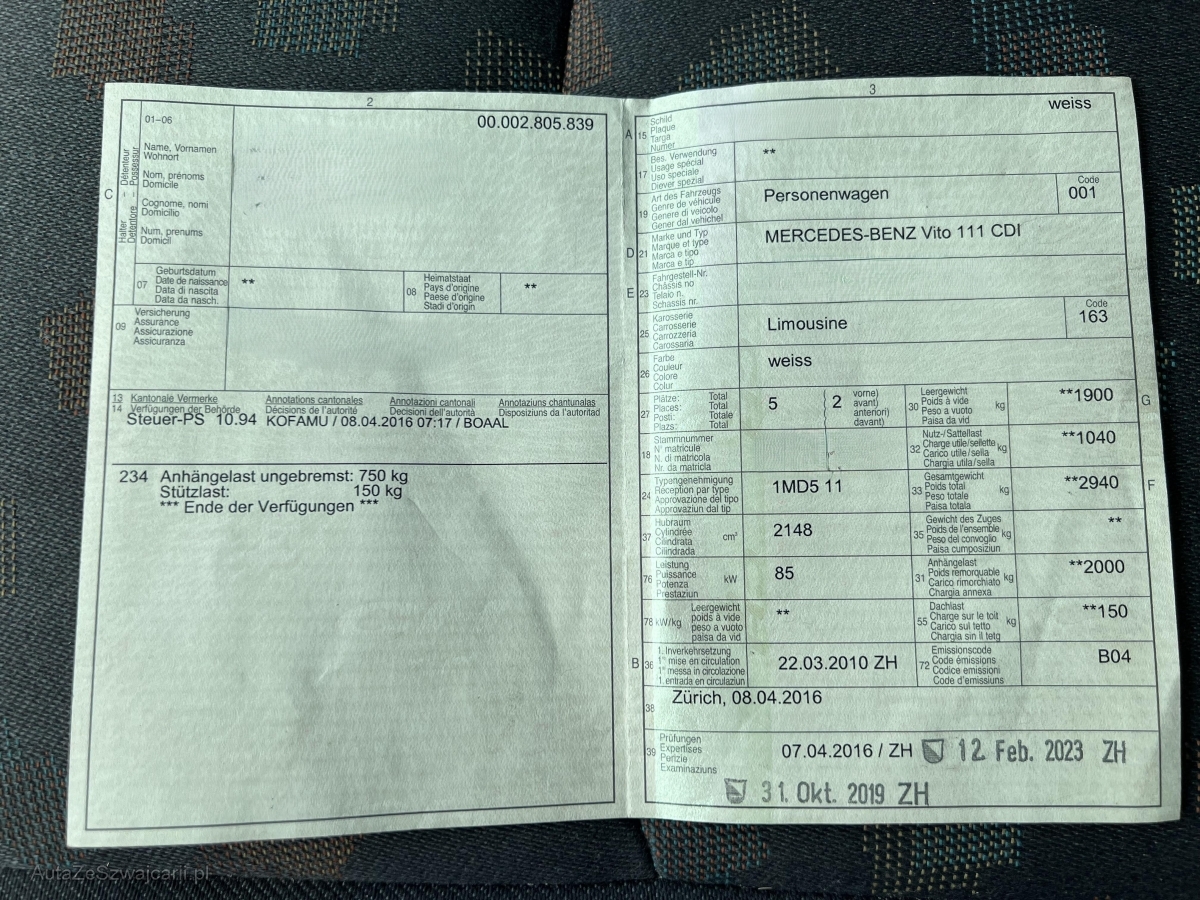 2
01-06
00.002.805.839
C
Halter
Détenteur
Detentore
Possessur
Name, Vornamen
Wohnort
Nom, prénoms
Domicile
Cognome, nomi
Domicilio
Num, prenums
Domicil
07
Geburtsdatum
Date de naissance
Data di nascita
Data da nasch.
**
08
Heimatstaat
Pays d'origine
Paese d'origine
Stadi d'origin
**
09
Versicherung
Assurance
Assicurazione
Assicuranza
13 Kantonale Vermerke Annotations cantonales Annotazioni cantonali Annotaziuns chantunalas
14 Verfügungen der Behörde Décisions de l'autorité Decisioni dell'autorità Disposiziuns da l'autoritad
Steuer-PS 10.94 KOFAMU / 08.04.2016 07:17 / BOAAL
234 Anhängelast ungebremst: 750 kg
Stützlast: 150 kg
*** Ende der Verfügungen ***
3
A 15
Schild
Plaque
Targa
Numer
weiss
17
Bes. Verwendung
Usage spécial
Uso speciale
Diever spezial
**
19
Art des Fahrzeugs
Genre de véhicule
Genere di veicolo
Gener dal vehichel
Personenwagen
Code
001
D 21
Marke und Typ
Marque et type
Marca e tipo
Marca e tip
MERCEDES-BENZ Vito 111 CDI
E 23
Fahrgestell-Nr.
Châssis no
Telaio n.
Schassis nr.
25
Karosserie
Carrosserie
Carrozzeria
Carossaria
Limousine
Code
163
26
Farbe
Couleur
Colore
Colur
weiss
27
Plätze: Total
Places: Total
Posti: Totale
Plazs: Total
5
2
vorne)
avant)
anteriori)
davant)
30
Leergewicht
Poids à vide
Peso a vuoto
Paisa da vid
kg
**1900
G
18
Stammnummer
N° matricule
N. di matricola
Nr. da matricla
32
Nutz-/Sattellast
Charge utile/sellette
Carico utile/sella
Chargia utila/sella
kg
**1040
24
Typengenehmigung
Réception par type
Approvazione del tipo
Approvaziun dal tip
1MD5 11
33
Gesamtgewicht
Poids total
Peso totale
Paisa totala
kg
**2940
F
37
Hubraum
Cylindrée
Cilindrata
Cilindrada
cm³
2148
35
Gewicht des Zuges
Poids de l'ensemble
Peso del convoglio
Paisa cumposiziun
kg
**
76
Leistung
Puissance
Potenza
Prestaziun
kW
85
31
Anhängelast
Poids remorquable
Carico rimorchiato
Chargia annexa
kg
**2000
78 kW/kg
Leergewicht
poids à vide
peso a vuoto
paisa da vid
**
55
Dachlast
Charge sur le toit
Carico sul tetto
Chargia sin il tetg
kg
**150
B 36
1. Inverkehrsetzung
1re mise en circulation
1a messa in circolazione
1. entrada en circulaziun
22.03.2010 ZH
72
Emissionscode
Code émissions
Codice emissioni
Code d'emissiuns
B04
38
Zürich, 08.04.2016
39
Prüfungen
Expertises
Perizie
Examinaziuns
07.04.2016 / ZH 12. Feb. 2023 ZH
31. Okt. 2019 ZH
AutaZeSzwajcarii.pl